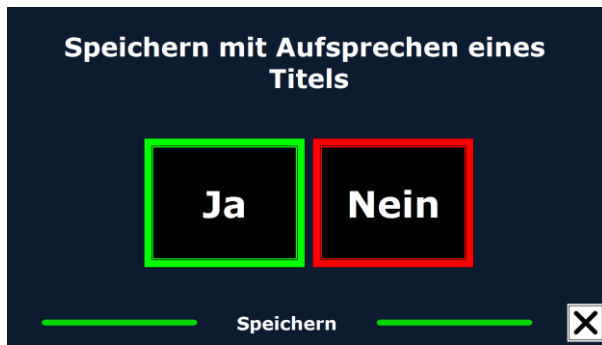 Speichern mit Aufsprechen eines
Titels
Ja
Nein
Speichern